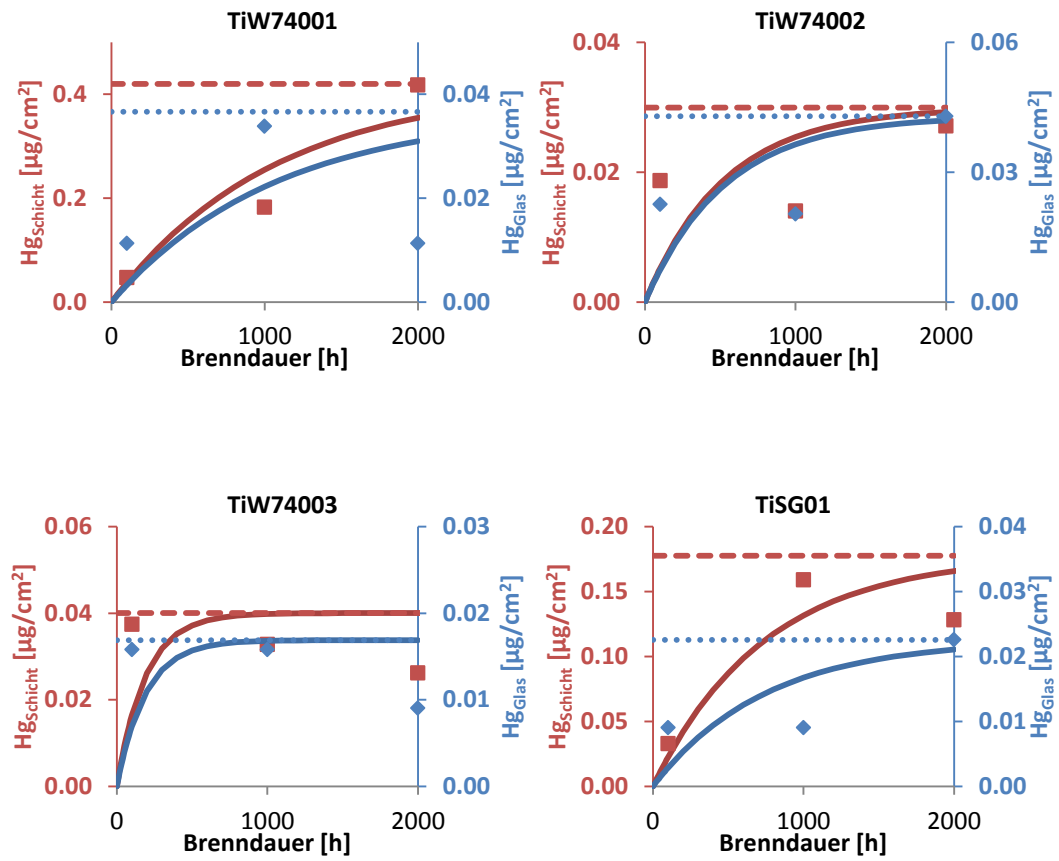 TiW74001
Hg_Schicht [µg/cm²]
0.4
0.2
0.0
Hg_Glas [µg/cm²]
0.04
0.02
0.00
0
1000
2000
Brenndauer [h]
TiW74002
Hg_Schicht [µg/cm²]
0.04
0.02
0.00
Hg_Glas [µg/cm²]
0.06
0.03
0.00
0
1000
2000
Brenndauer [h]
TiW74003
Hg_Schicht [µg/cm²]
0.06
0.04
0.02
0.00
Hg_Glas [µg/cm²]
0.03
0.02
0.01
0.00
0
1000
2000
Brenndauer [h]
TiSG01
Hg_Schicht [µg/cm²]
0.20
0.15
0.10
0.05
0.00
Hg_Glas [µg/cm²]
0.04
0.03
0.02
0.01
0.00
0
1000
2000
Brenndauer [h]